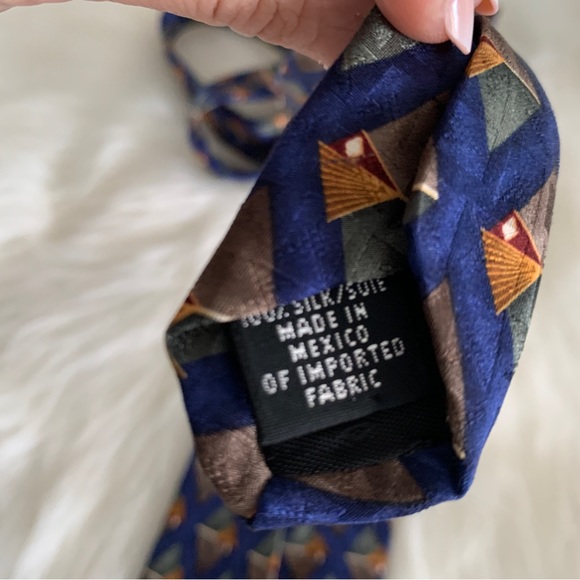 100% SILK/SOIE
MADE IN
MEXICO
OF IMPORTED
FABRIC